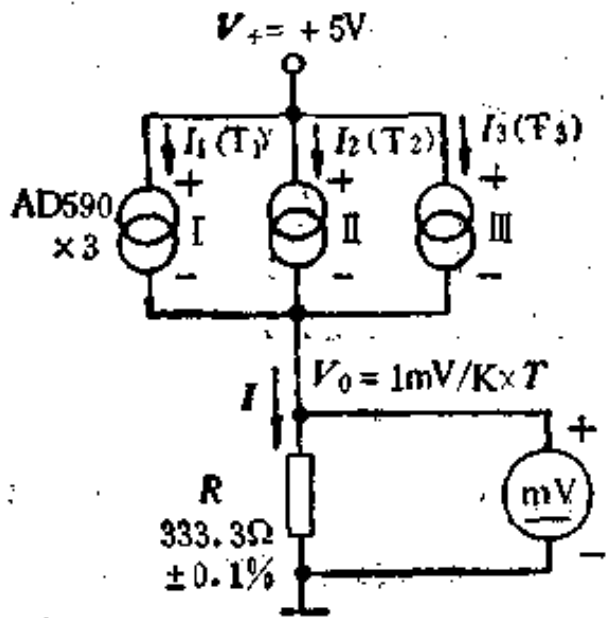 V₊= +5V
I₁(T₁) I₂(T₂) I₃(T₃)
+ + +
AD590
×3
I II III
- - -
I V₀=1mV/K×T
+
R mV
333.3Ω
±0.1%
-